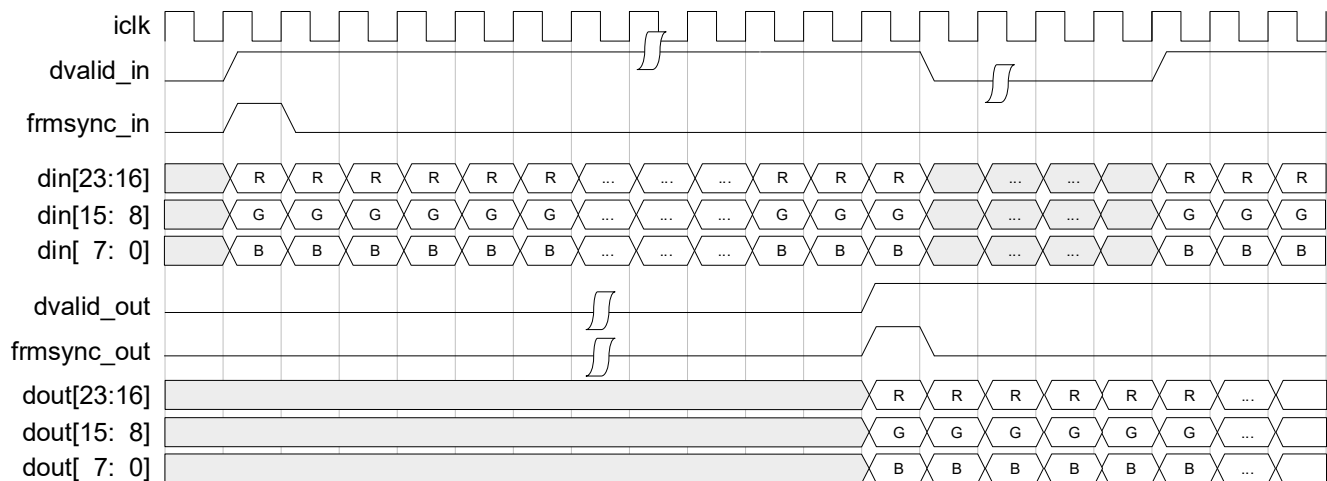 iclk
dvalid_in
frmsync_in
din[23:16] R R R R R R ... ... ... R R R ... ... R R R
din[15: 8] G G G G G G ... ... ... G G G ... ... G G G
din[ 7: 0] B B B B B B ... ... ... B B B ... ... B B B
dvalid_out
frmsync_out
dout[23:16] R R R R R R ...
dout[15: 8] G G G G G G ...
dout[ 7: 0] B B B B B B ...